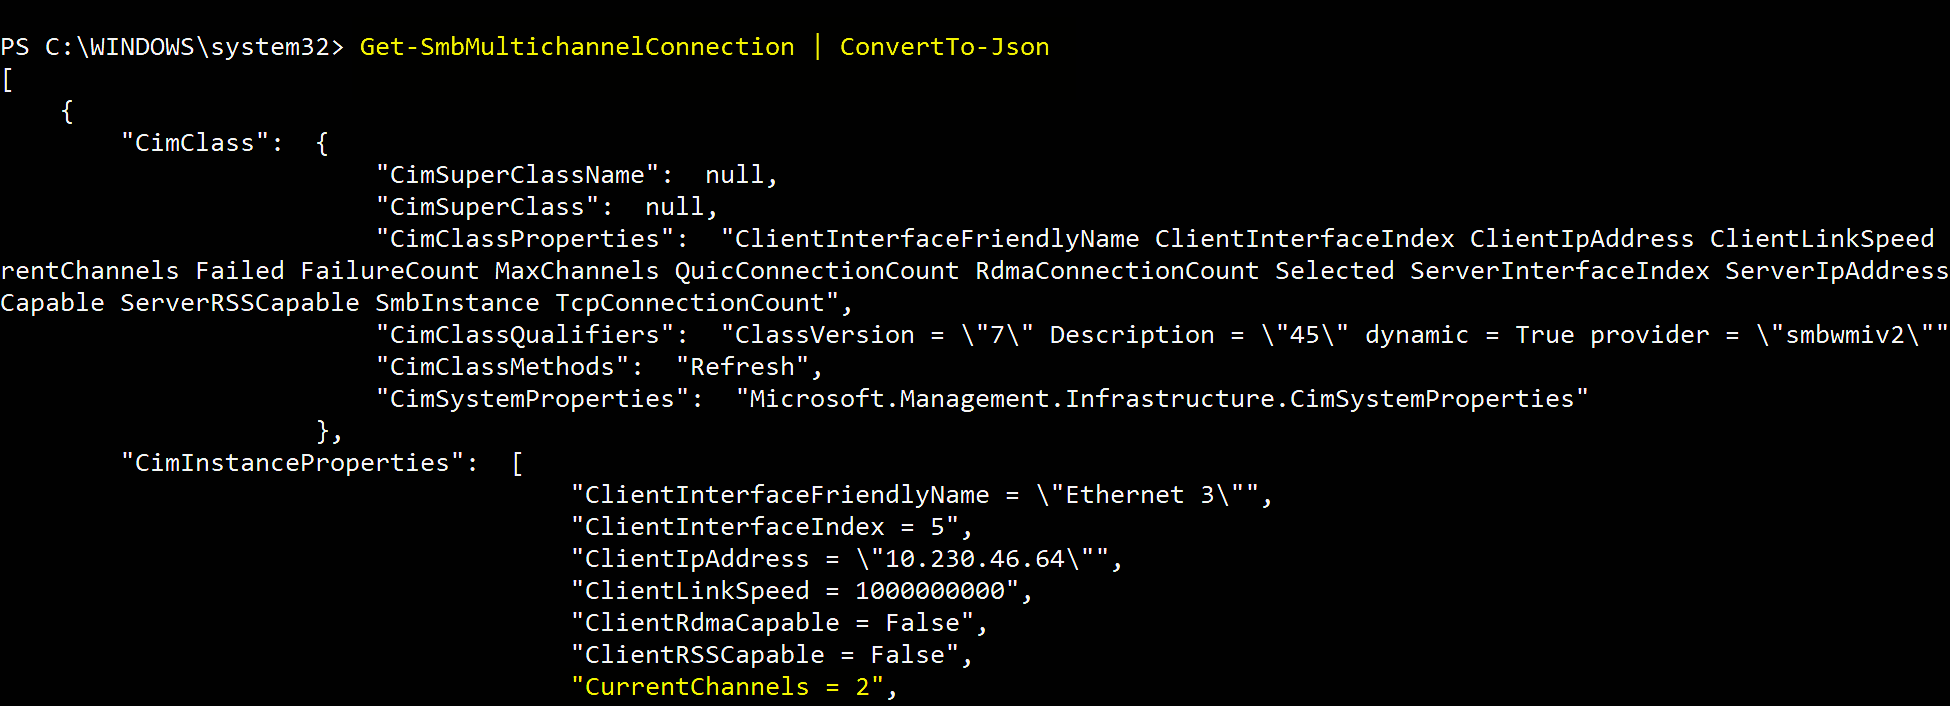 PS C:\WINDOWS\system32> Get-SmbMultichannelConnection | ConvertTo-Json
[
    {
        "CimClass":  {
                         "CimSuperClassName":  null,
                         "CimSuperClass":  null,
                         "CimClassProperties":  "ClientInterfaceFriendlyName ClientInterfaceIndex ClientIpAddress ClientLinkSpeed
rentChannels Failed FailureCount MaxChannels QuicConnectionCount RdmaConnectionCount Selected ServerInterfaceIndex ServerIpAddress
Capable ServerRSSCapable SmbInstance TcpConnectionCount",
                         "CimClassQualifiers":  "ClassVersion = \"7\" Description = \"45\" dynamic = True provider = \"smbwmiv2\""
                         "CimClassMethods":  "Refresh",
                         "CimSystemProperties":  "Microsoft.Management.Infrastructure.CimSystemProperties"
                     },
        "CimInstanceProperties":  [
                                      "ClientInterfaceFriendlyName = \"Ethernet 3\"",
                                      "ClientInterfaceIndex = 5",
                                      "ClientIpAddress = \"10.230.46.64\"",
                                      "ClientLinkSpeed = 1000000000",
                                      "ClientRdmaCapable = False",
                                      "ClientRSSCapable = False",
                                      "CurrentChannels = 2",